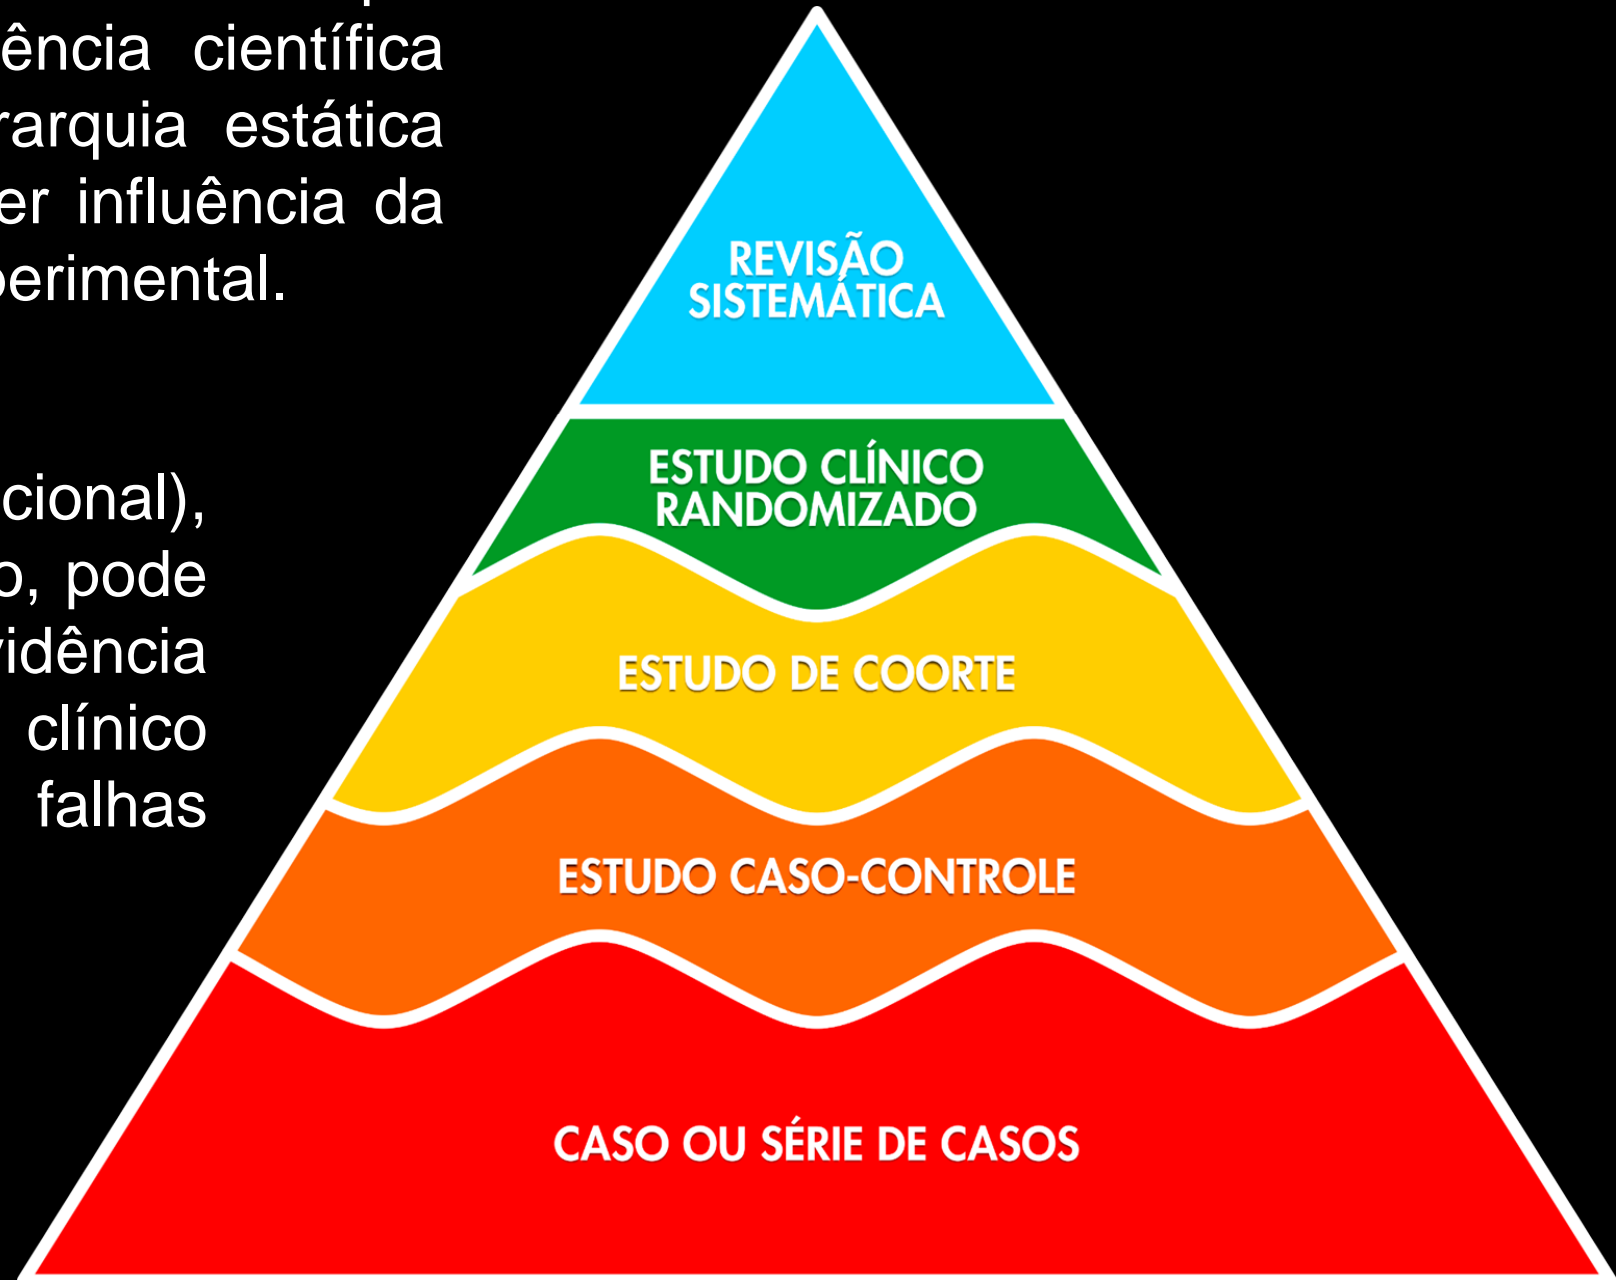 ência científica
rarquia estática
er influência da
perimental.
cional),
o, pode
vidência
clínico
falhas
REVISÃO
SISTEMÁTICA
ESTUDO CLÍNICO
RANDOMIZADO
ESTUDO DE COORTE
ESTUDO CASO-CONTROLE
CASO OU SÉRIE DE CASOS